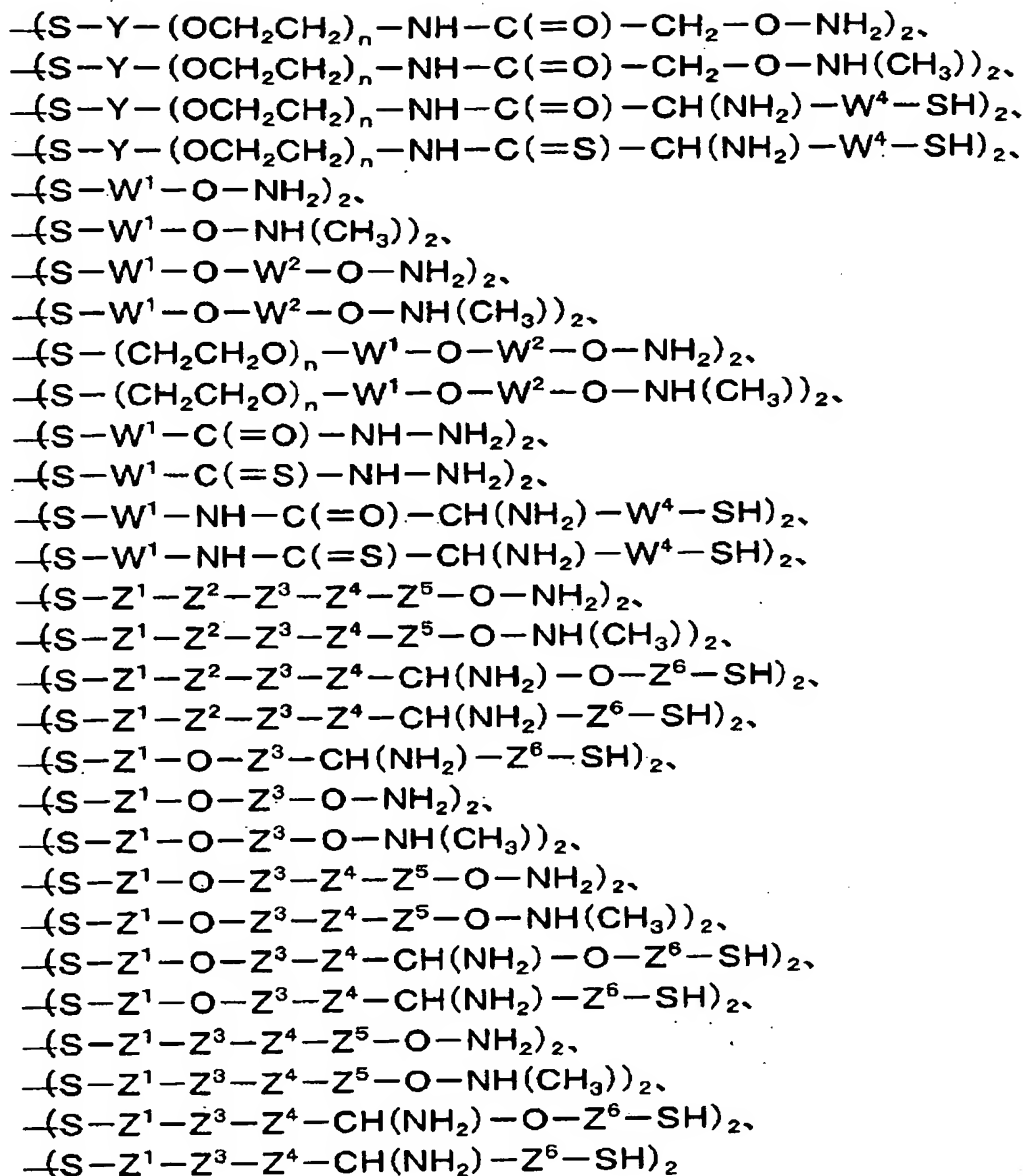 -(S-Y-(OCH₂CH₂)ₙ-NH-C(=O)-CH₂-O-NH₂)₂、
-(S-Y-(OCH₂CH₂)ₙ-NH-C(=O)-CH₂-O-NH(CH₃))₂、
-(S-Y-(OCH₂CH₂)ₙ-NH-C(=O)-CH(NH₂)-W⁴-SH)₂、
-(S-Y-(OCH₂CH₂)ₙ-NH-C(=S)-CH(NH₂)-W⁴-SH)₂、
-(S-W¹-O-NH₂)₂、
-(S-W¹-O-NH(CH₃))₂、
-(S-W¹-O-W²-O-NH₂)₂、
-(S-W¹-O-W²-O-NH(CH₃))₂、
-(S-(CH₂CH₂O)ₙ-W¹-O-W²-O-NH₂)₂、
-(S-(CH₂CH₂O)ₙ-W¹-O-W²-O-NH(CH₃))₂、
-(S-W¹-C(=O)-NH-NH₂)₂、
-(S-W¹-C(=S)-NH-NH₂)₂、
-(S-W¹-NH-C(=O)-CH(NH₂)-W⁴-SH)₂、
-(S-W¹-NH-C(=S)-CH(NH₂)-W⁴-SH)₂、
-(S-Z¹-Z²-Z³-Z⁴-Z⁵-O-NH₂)₂、
-(S-Z¹-Z²-Z³-Z⁴-Z⁵-O-NH(CH₃))₂、
-(S-Z¹-Z²-Z³-Z⁴-CH(NH₂)-O-Z⁶-SH)₂、
-(S-Z¹-Z²-Z³-Z⁴-CH(NH₂)-Z⁶-SH)₂、
-(S-Z¹-O-Z³-CH(NH₂)-Z⁶-SH)₂、
-(S-Z¹-O-Z³-O-NH₂)₂、
-(S-Z¹-O-Z³-O-NH(CH₃))₂、
-(S-Z¹-O-Z³-Z⁴-Z⁵-O-NH₂)₂、
-(S-Z¹-O-Z³-Z⁴-Z⁵-O-NH(CH₃))₂、
-(S-Z¹-O-Z³-Z⁴-CH(NH₂)-O-Z⁶-SH)₂、
-(S-Z¹-O-Z³-Z⁴-CH(NH₂)-Z⁶-SH)₂、
-(S-Z¹-Z³-Z⁴-Z⁵-O-NH₂)₂、
-(S-Z¹-Z³-Z⁴-Z⁵-O-NH(CH₃))₂、
-(S-Z¹-Z³-Z⁴-CH(NH₂)-O-Z⁶-SH)₂、
-(S-Z¹-Z³-Z⁴-CH(NH₂)-Z⁶-SH)₂